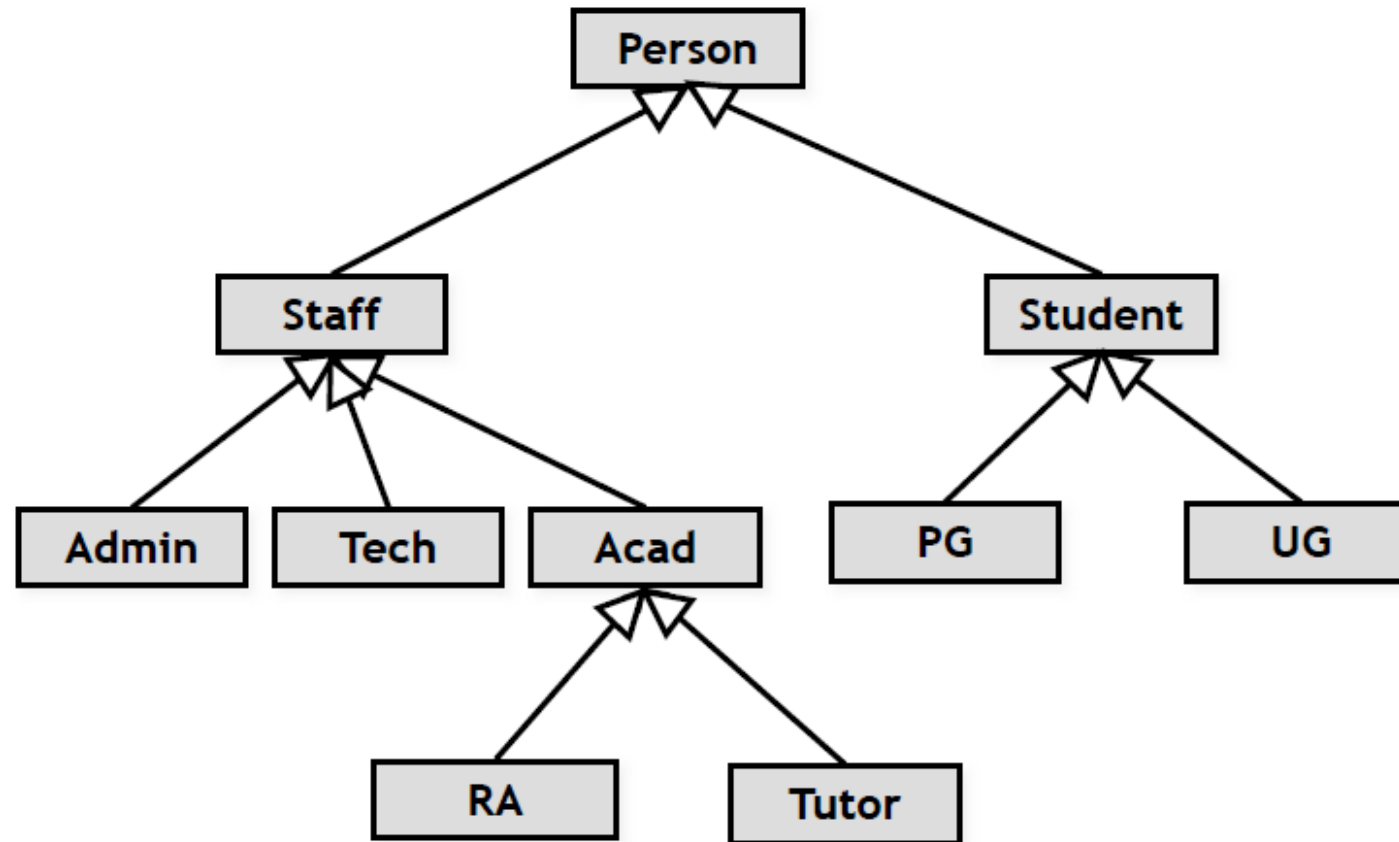 Person
Staff
Student
Admin
Tech
Acad
PG
UG
RA
Tutor